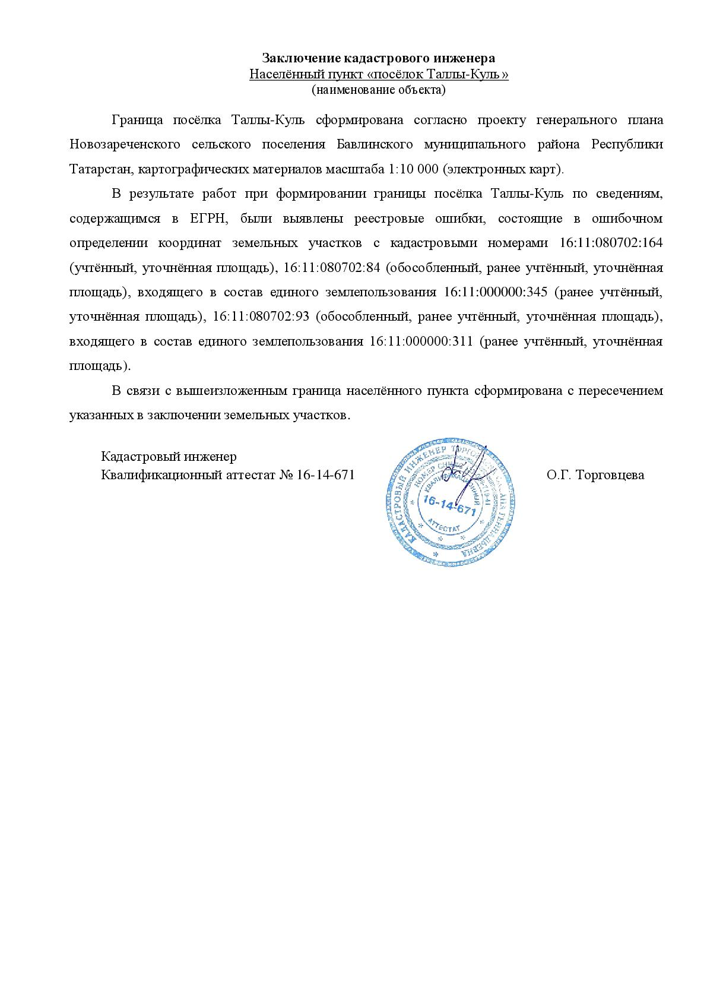 Заключение кадастрового инженера
Населённый пункт «посёлок Таллы-Куль»
(наименование объекта)
Граница посёлка Таллы-Куль сформирована согласно проекту генерального плана
Новозареченского сельского поселения Бавлинского муниципального района Республики
Татарстан, картографических материалов масштаба 1:10 000 (электронных карт).
В результате работ при формировании границы посёлка Таллы-Куль по сведениям,
содержащимся в ЕГРН, были выявлены реестровые ошибки, состоящие в ошибочном
определении координат земельных участков с кадастровыми номерами 16:11:080702:164
(учтённый, уточнённая площадь), 16:11:080702:84 (обособленный, ранее учтённый, уточнённая
площадь), входящего в состав единого землепользования 16:11:000000:345 (ранее учтённый,
уточнённая площадь), 16:11:080702:93 (обособленный, ранее учтённый, уточнённая площадь),
входящего в состав единого землепользования 16:11:000000:311 (ранее учтённый, уточнённая
площадь).
В связи с вышеизложенным граница населённого пункта сформирована с пересечением
указанных в заключении земельных участков.
Кадастровый инженер
Квалификационный аттестат № 16-14-671
О.Г. Торговцева
КАДАСТРОВЫЙ ИНЖЕНЕР ГЕННАДЬЕВНА
НОМЕР
КВАЛИФИКАЦИОННЫЙ
16-14-671
АТТЕСТАТ